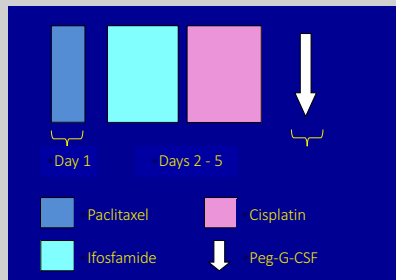 Day 1
Days 2 - 5
Paclitaxel
Cisplatin
Ifosfamide
Peg-G-CSF